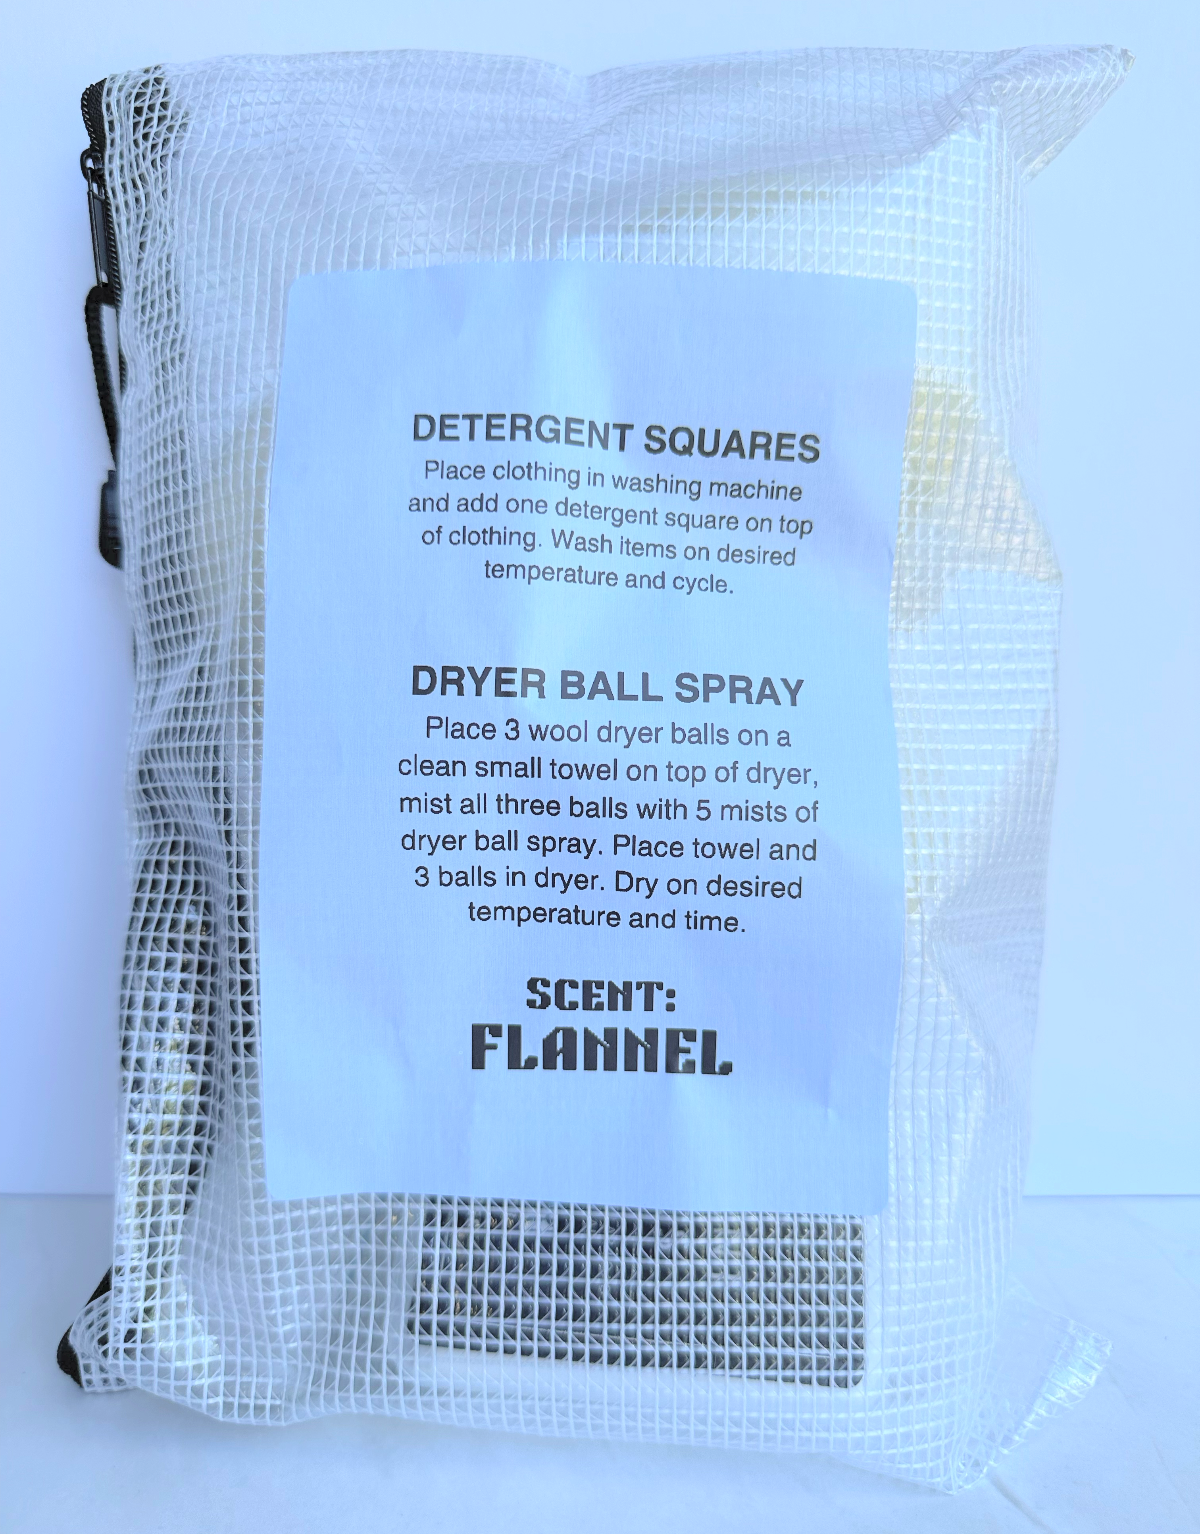 DETERGENT SQUARES
Place clothing in washing machine
and add one detergent square on top
of clothing. Wash items on desired
temperature and cycle.
DRYER BALL SPRAY
Place 3 wool dryer balls on a
clean small towel on top of dryer,
mist all three balls with 5 mists of
dryer ball spray. Place towel and
3 balls in dryer. Dry on desired
temperature and time.
SCENT:
FLANNEL